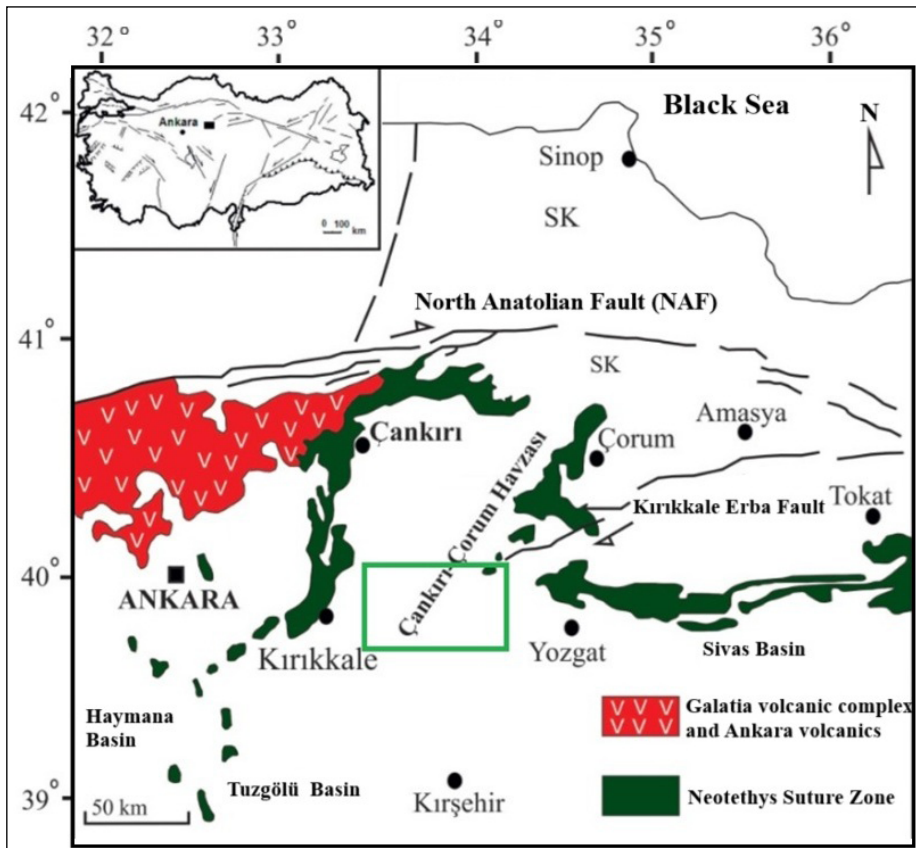 32°
33°
34°
35°
36°
42°
41°
40°
39°
Ankara
0 100
km
Black Sea
N
Sinop
SK
North Anatolian Fault (NAF)
SK
Amasya
Çankırı
Çorum
Tokat
Kırıkkale Erba Fault
Çankırı-Çorum Havzası
ANKARA
Kırıkkale
Yozgat
Sivas Basin
Haymana
Basin
Tuzgölü Basin
Kırşehir
50 km
V V V
V V V
Galatia volcanic complex
and Ankara volcanics
Neotethys Suture Zone